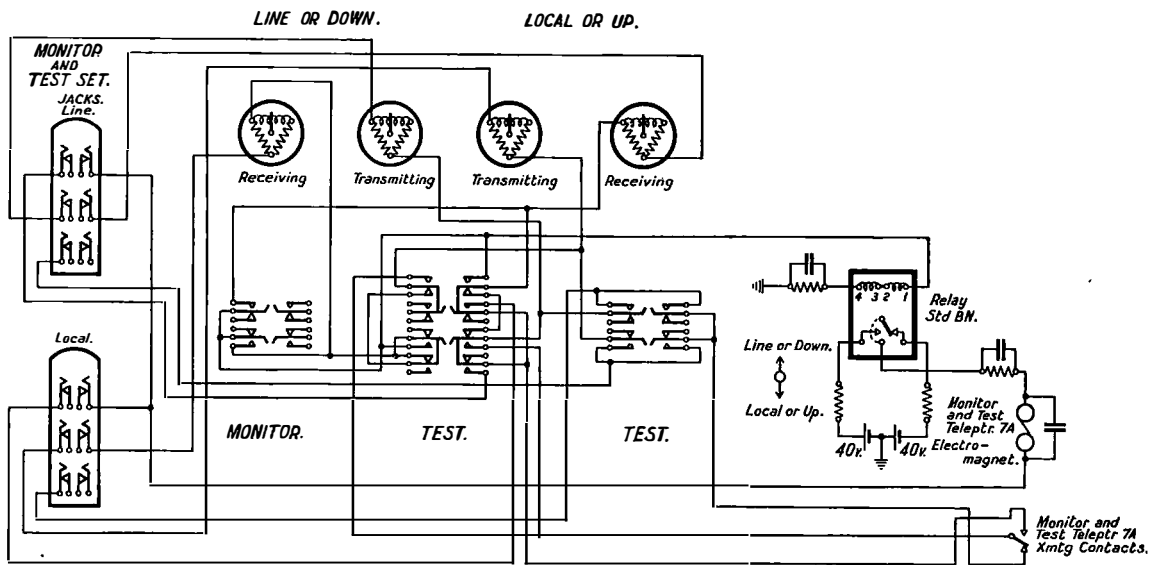 LINE OR DOWN.
LOCAL OR UP.
MONITOR
AND
TEST SET.
JACKS.
Line.
Receiving
Transmitting
Transmitting
Receiving
4 3 2 1
Relay
Std BN.
Line or Down.
Local or Up.
Local.
MONITOR.
TEST.
TEST.
40v.
40v.
Monitor
and Test
Teleptr. 7A
Electro-
magnet.
Monitor and
Test Teleptr 7A
Xmtg Contacts.